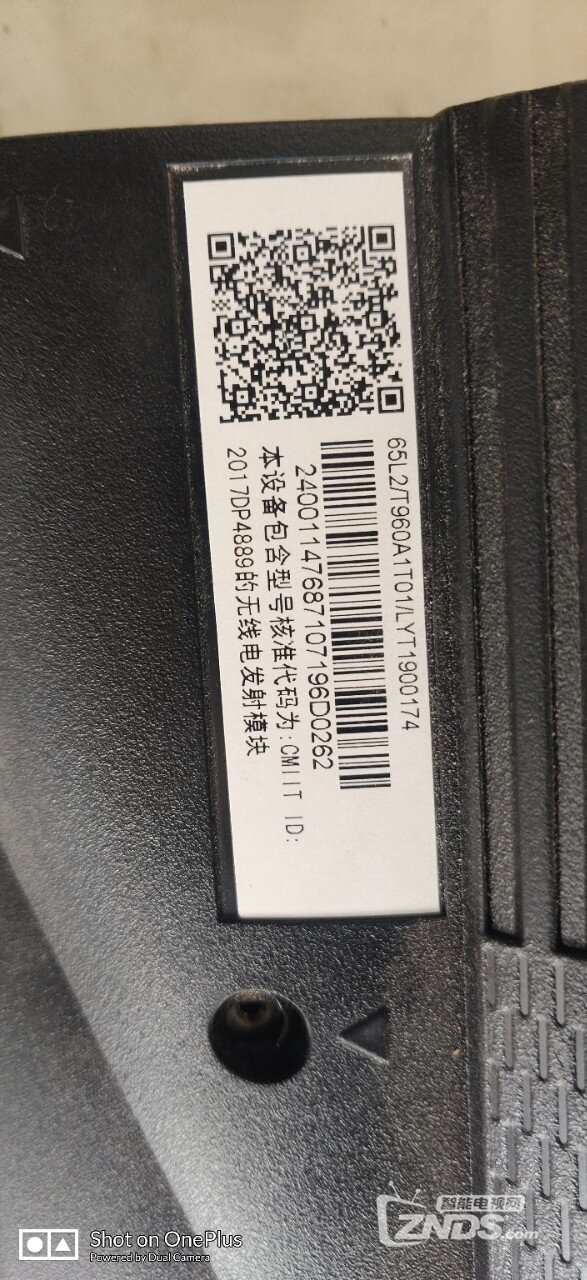 65L2/T960A1T01/LYT1900174
24001147687107196D0262
本设备包含型号核准代码为:CMIIT ID:
2017DP4889的无线电发射模块
智能电视网
ZNDS.com
Shot on OnePlus
Powered by Dual Camera